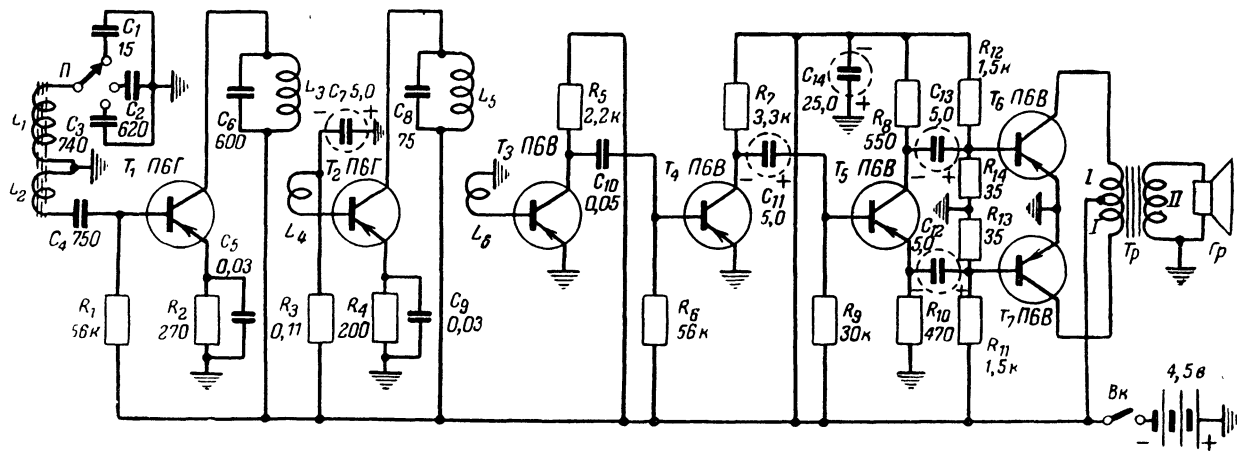 C₁
15
П
C₂
620
C₃
740
L₁
L₂
C₄ 750
T₁ П6Г
C₅
0,03
R₁
56к
R₂
270
C₆
600
L₃
C₇ 5,0
− +
T₂ П6Г
L₄
R₃
0,11
R₄
200
C₉
0,03
C₈
75
L₅
T₃
П6В
L₆
R₅
2,2к
C₁₀
0,05
R₆
56к
T₄
П6В
R₇
3,3к
C₁₁
5,0
− +
C₁₄
25,0
− +
R₈
550
T₅
П6В
R₉
30к
C₁₃
5,0
− +
C₁₂
5,0
− +
R₁₀
470
R₁₂
1,5к
R₁₄
35
R₁₃
35
R₁₁
1,5к
T₆ П6В
T₇ П6В
I
I
II
Тр
Гр
Вк
4,5в
− +